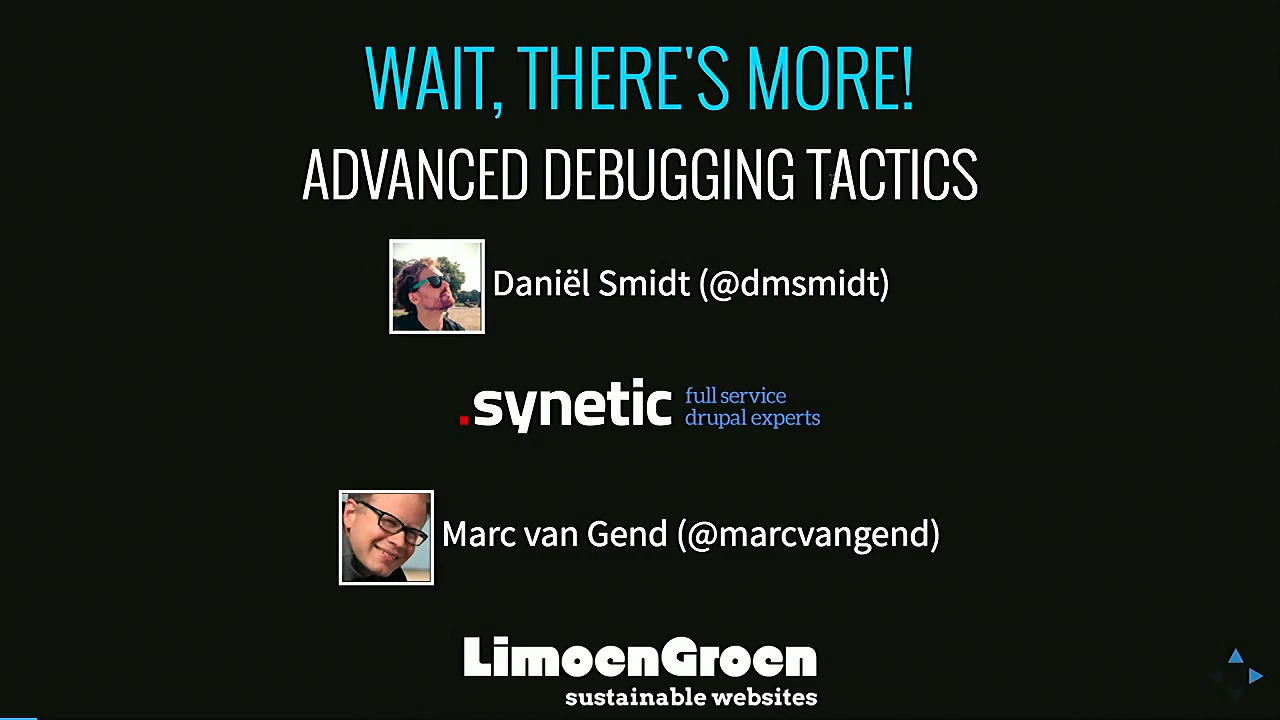 WAIT, THERE'S MORE!
ADVANCED DEBUGGING TACTICS
Daniël Smidt (@dmsmidt)
.synetic full service
drupal experts
Marc van Gend (@marcvangend)
LimoenGroen
sustainable websites